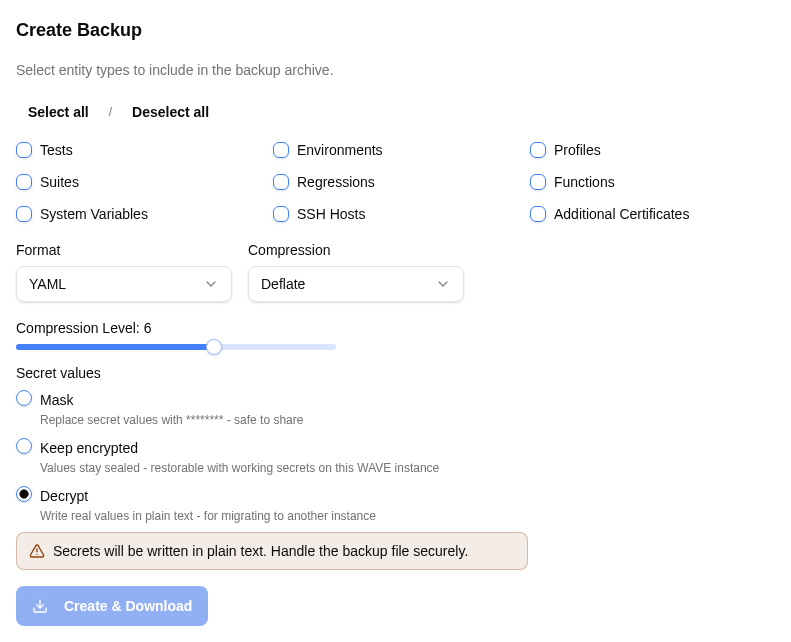 Create Backup
Select entity types to include in the backup archive.
Select all / Deselect all
Tests Environments Profiles
Suites Regressions Functions
System Variables SSH Hosts Additional Certificates
Format Compression
YAML Deflate
Compression Level: 6
Secret values
Mask
Replace secret values with ******** - safe to share
Keep encrypted
Values stay sealed - restorable with working secrets on this WAVE instance
Decrypt
Write real values in plain text - for migrating to another instance
Secrets will be written in plain text. Handle the backup file securely.
Create & Download